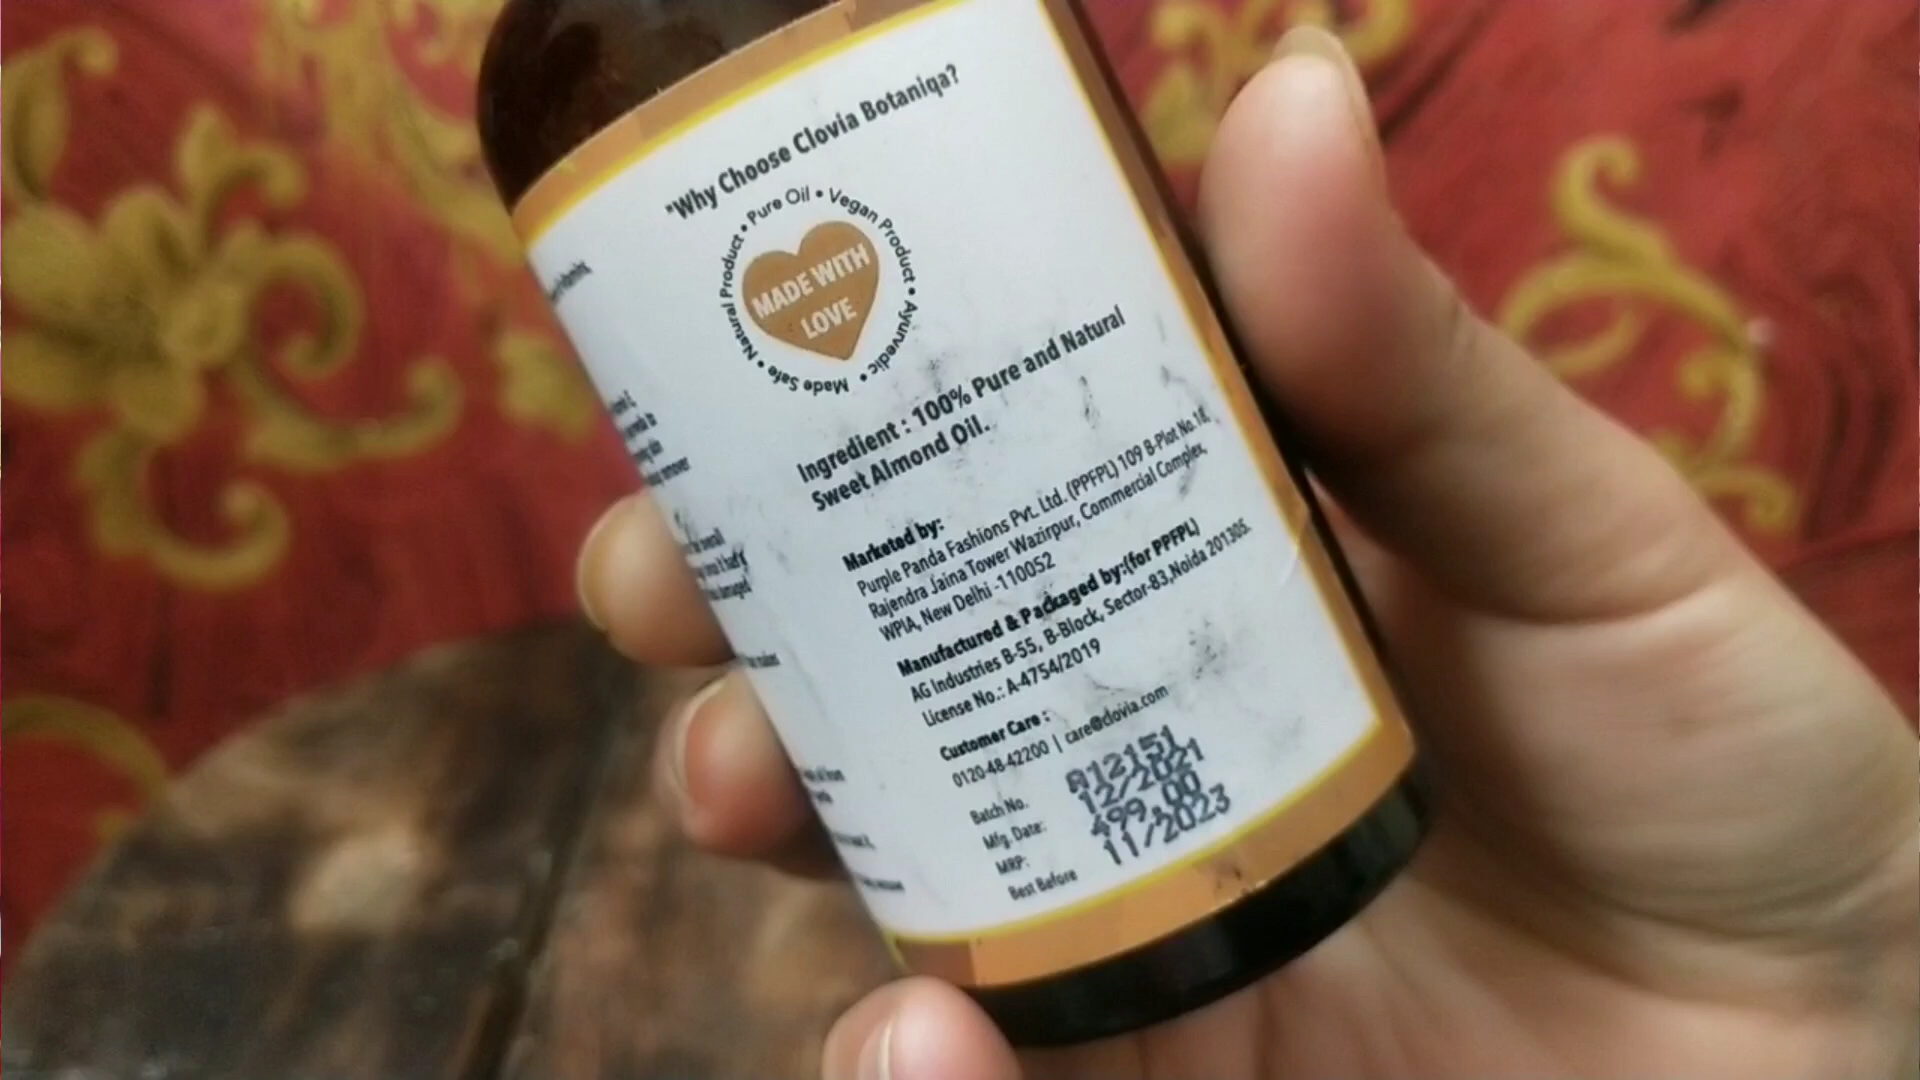 "Why Choose Clovia Botaniqa?
Pure Oil • Vegan Product • Ayurvedic • Made Safe • Natural Product •
MADE WITH
LOVE
Ingredient : 100% Pure and Natural
Sweet Almond Oil.
Marketed by:
Purple Panda Fashions Pvt. Ltd. (PPFPL) 109 B-Plot No.18,
Rajendra Jaina Tower Wazirpur, Commercial Complex,
WPIA, New Delhi -110052
Manufactured & Packaged by:(for PPFPL)
AG Industries B-55, B-Block, Sector-83,Noida 201305.
License No.: A-4754/2019
Customer Care :
0120-48-42200 | care@clovia.com
Batch No. A12151
Mfg. Date: 12/2021
MRP: 499.00
Best Before 11/2023